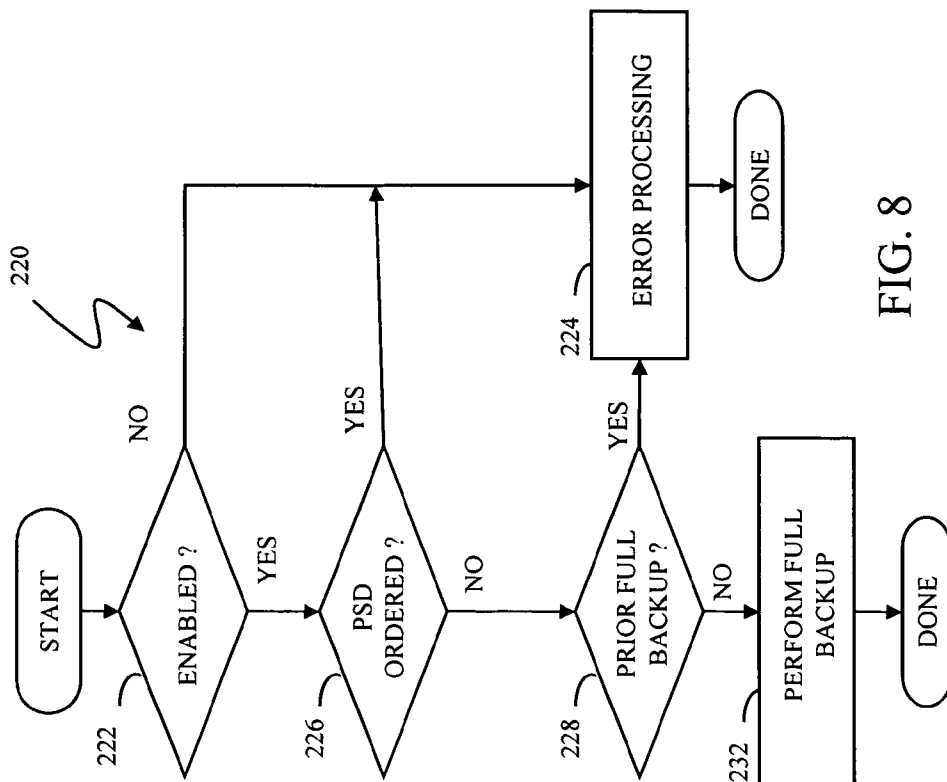 220
START
222
ENABLED ?
NO
YES
226
PSD
ORDERED ?
YES
NO
228
PRIOR FULL
BACKUP ?
YES
NO
224
ERROR PROCESSING
DONE
232
PERFORM FULL
BACKUP
DONE
FIG. 8